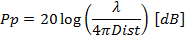 Pp = 20 log ( λ / 4πDist ) [dB]